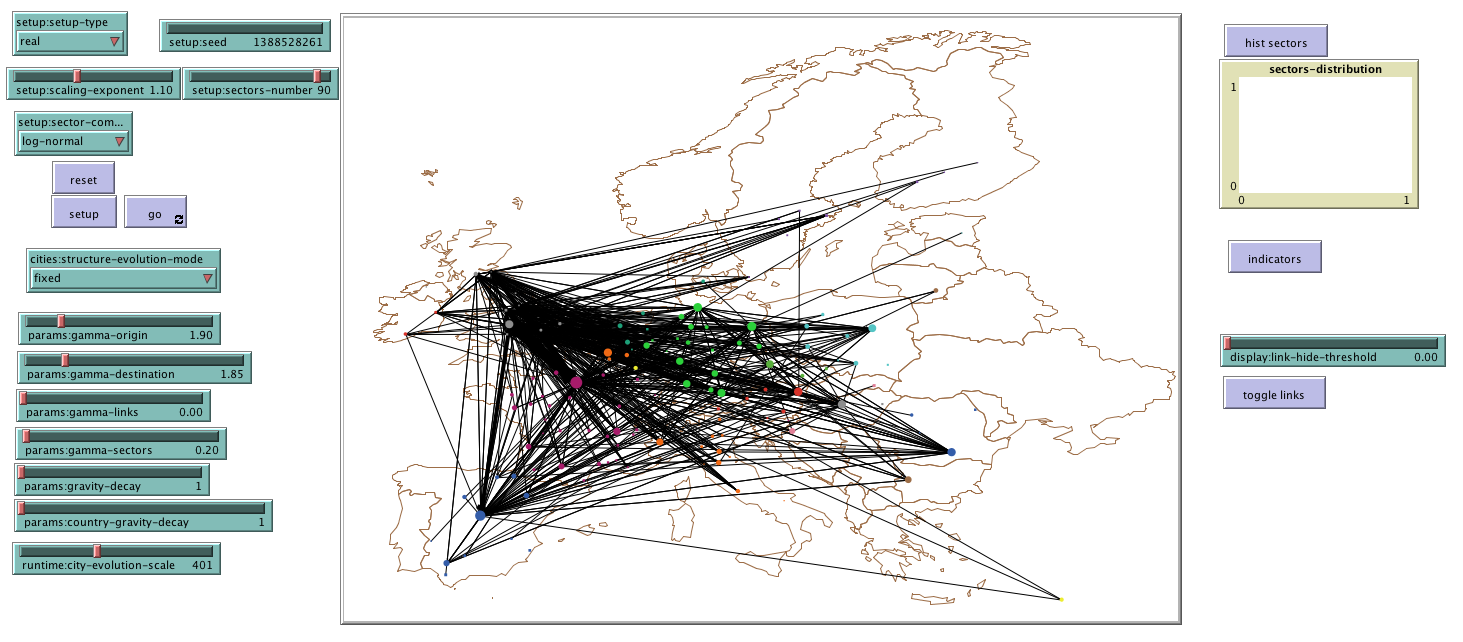 setup:setup-type
real
setup:seed 1388528261
setup:scaling-exponent 1.10
setup:sectors-number 90
setup:sector-com...
log-normal
reset
setup
go
cities:structure-evolution-mode
fixed
params:gamma-origin 1.90
params:gamma-destination 1.85
params:gamma-links 0.00
params:gamma-sectors 0.20
params:gravity-decay 1
params:country-gravity-decay 1
runtime:city-evolution-scale 401
hist sectors
sectors-distribution
1
0
0 1
indicators
display:link-hide-threshold 0.00
toggle links